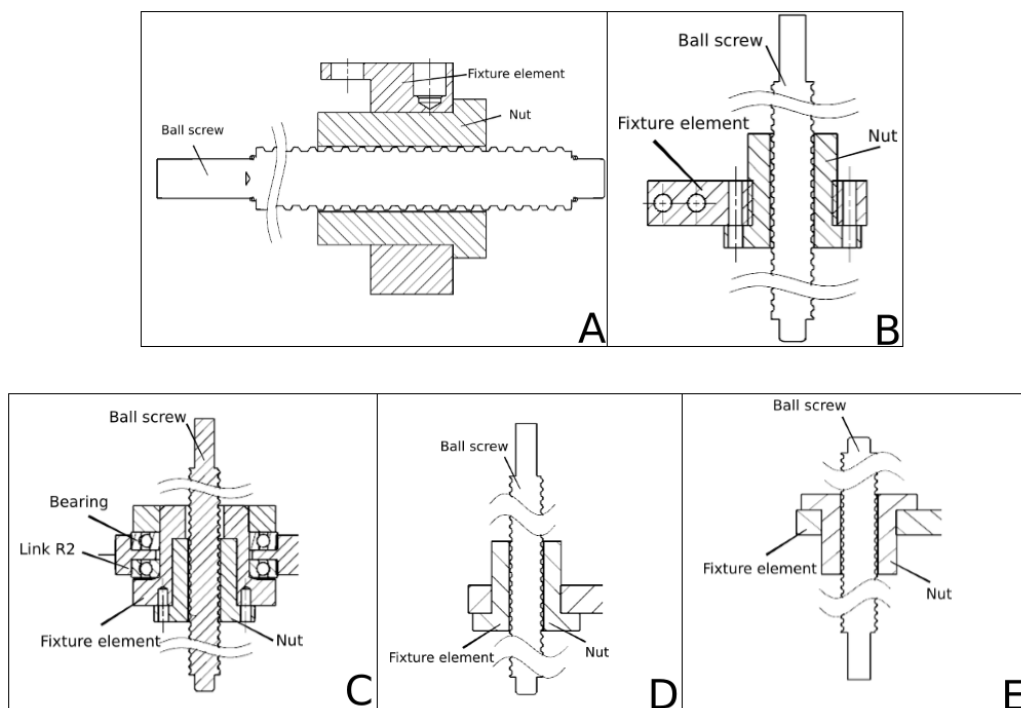 Fixture element
Nut
Ball screw
A
Ball screw
Fixture element
Nut
B
Ball screw
Bearing
Link R2
Fixture element
Nut
C
Ball screw
Fixture element
Nut
D
Ball screw
Fixture element
Nut
E